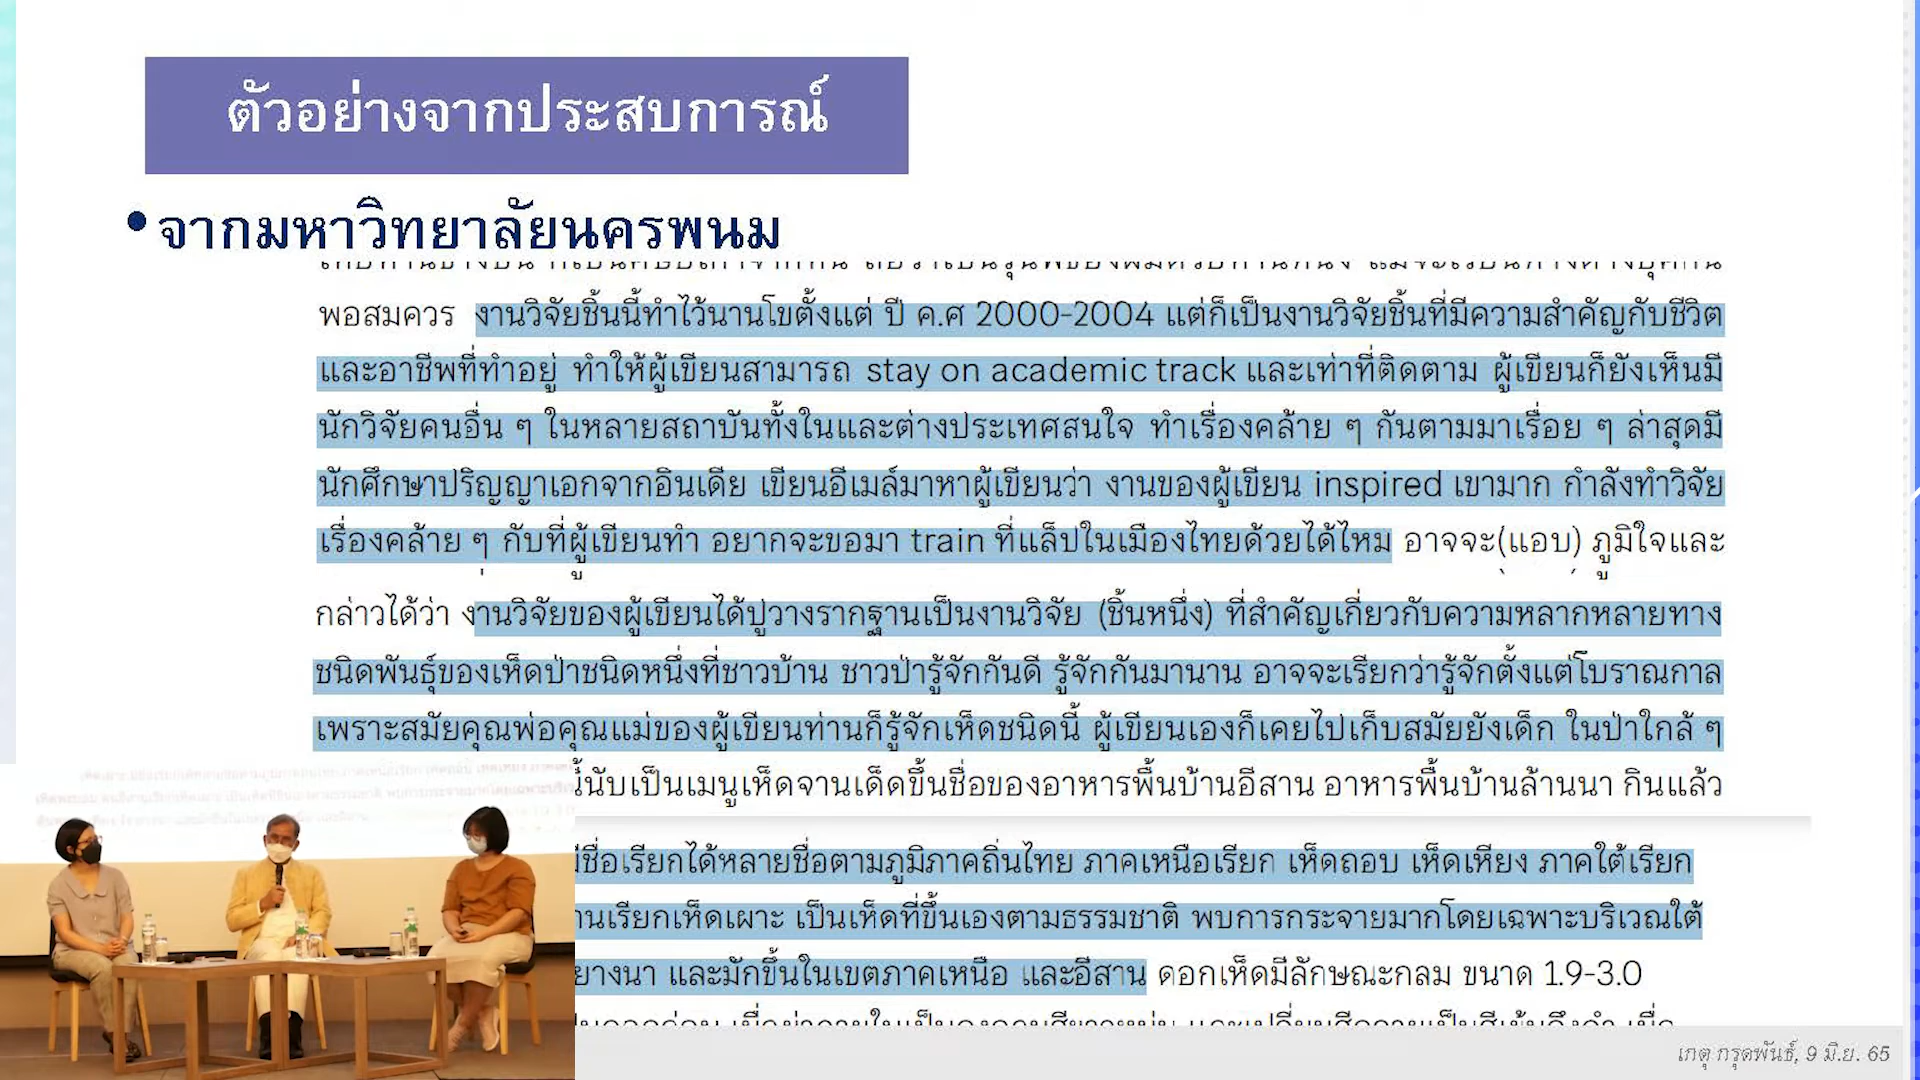 ตัวอย่างจากประสบการณ์
•จากมหาวิทยาลัยนครพนม
พอสมควร งานวิจัยชิ้นนี้ทำไว้นานโขตั้งแต่ ปี ค.ศ 2000-2004 แต่ก็เป็นงานวิจัยชิ้นที่มีความสำคัญกับชีวิต
และอาชีพที่ทำอยู่ ทำให้ผู้เขียนสามารถ stay on academic track และเท่าที่ติดตาม ผู้เขียนก็ยังเห็นมี
นักวิจัยคนอื่น ๆ ในหลายสถาบันทั้งในและต่างประเทศสนใจ ทำเรื่องคล้าย ๆ กันตามมาเรื่อย ๆ ล่าสุดมี
นักศึกษาปริญญาเอกจากอินเดีย เขียนอีเมล์มาหาผู้เขียนว่า งานของผู้เขียน inspired เขามาก กำลังทำวิจัย
เรื่องคล้าย ๆ กับที่ผู้เขียนทำ อยากจะขอมา train ที่แล็ปในเมืองไทยด้วยได้ไหม อาจจะ(แอบ) ภูมิใจและ
กล่าวได้ว่า งานวิจัยของผู้เขียนได้ปูวางรากฐานเป็นงานวิจัย (ชิ้นหนึ่ง) ที่สำคัญเกี่ยวกับความหลากหลายทาง
ชนิดพันธุ์ของเห็ดป่าชนิดหนึ่งที่ชาวบ้าน ชาวป่ารู้จักกันดี รู้จักกันมานาน อาจจะเรียกว่ารู้จักตั้งแต่โบราณกาล
เพราะสมัยคุณพ่อคุณแม่ของผู้เขียนท่านก็รู้จักเห็ดชนิดนี้ ผู้เขียนเองก็เคยไปเก็บสมัยยังเด็ก ในป่าใกล้ ๆ
นับเป็นเมนูเห็ดจานเด็ดขึ้นชื่อของอาหารพื้นบ้านอีสาน อาหารพื้นบ้านล้านนา กินแล้ว
ชื่อเรียกได้หลายชื่อตามภูมิภาคถิ่นไทย ภาคเหนือเรียก เห็ดถอบ เห็ดเหียง ภาคใต้เรียก
เรียกเห็ดเผาะ เป็นเห็ดที่ขึ้นเองตามธรรมชาติ พบการกระจายมากโดยเฉพาะบริเวณใต้
ยางนา และมักขึ้นในเขตภาคเหนือ และอีสาน ดอกเห็ดมีลักษณะกลม ขนาด 1.9-3.0
เกตุ กรุดพันธ์, 9 มิ.ย. 65